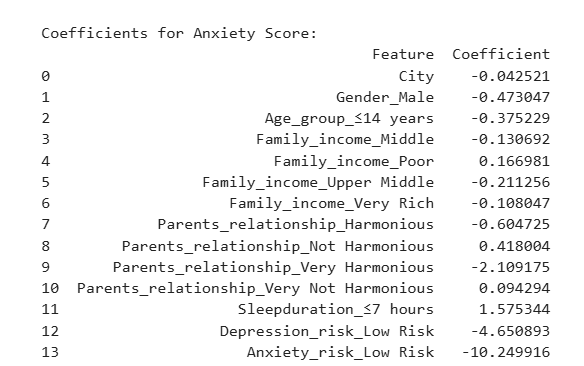 Coefficients for Anxiety Score:
Feature Coefficient
0 City -0.042521
1 Gender_Male -0.473047
2 Age_group_≤14 years -0.375229
3 Family_income_Middle -0.130692
4 Family_income_Poor 0.166981
5 Family_income_Upper Middle -0.211256
6 Family_income_Very Rich -0.108047
7 Parents_relationship_Harmonious -0.604725
8 Parents_relationship_Not Harmonious 0.418004
9 Parents_relationship_Very Harmonious -2.109175
10 Parents_relationship_Very Not Harmonious 0.094294
11 Sleepduration_≤7 hours 1.575344
12 Depression_risk_Low Risk -4.650893
13 Anxiety_risk_Low Risk -10.249916